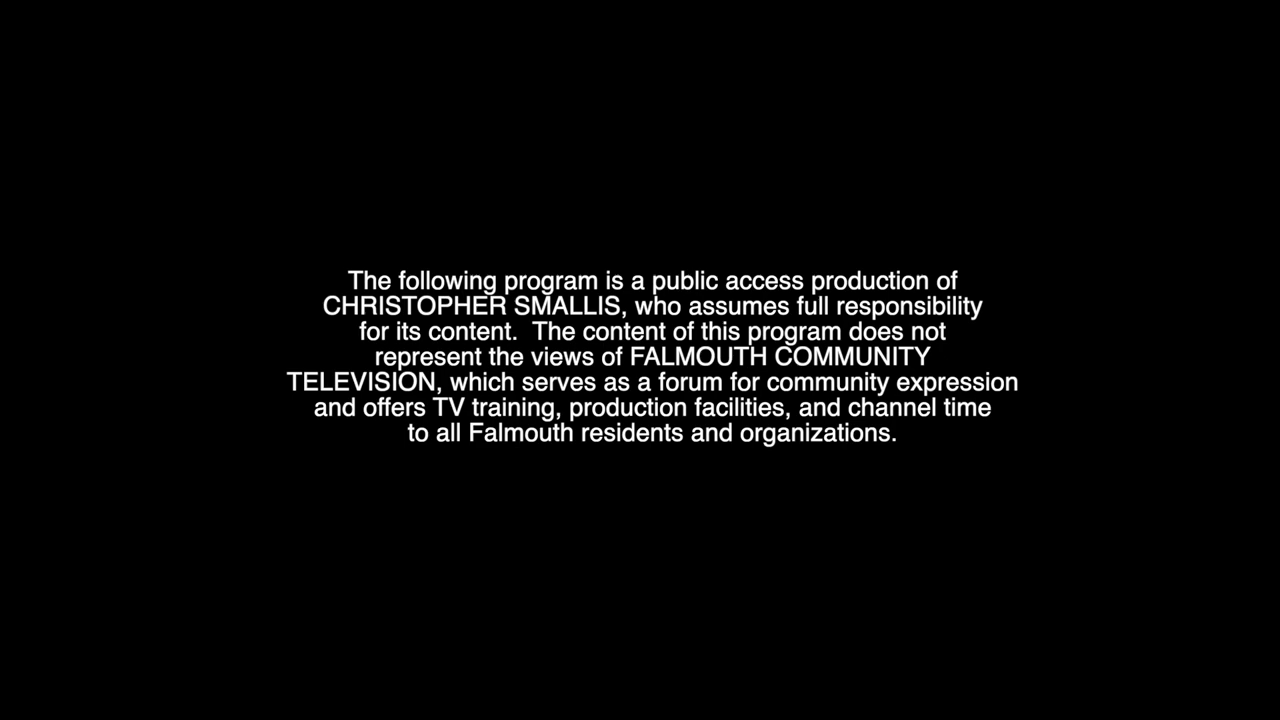 The following program is a public access production of
CHRISTOPHER SMALLIS, who assumes full responsibility
for its content.  The content of this program does not
represent the views of FALMOUTH COMMUNITY
TELEVISION, which serves as a forum for community expression
and offers TV training, production facilities, and channel time
to all Falmouth residents and organizations.